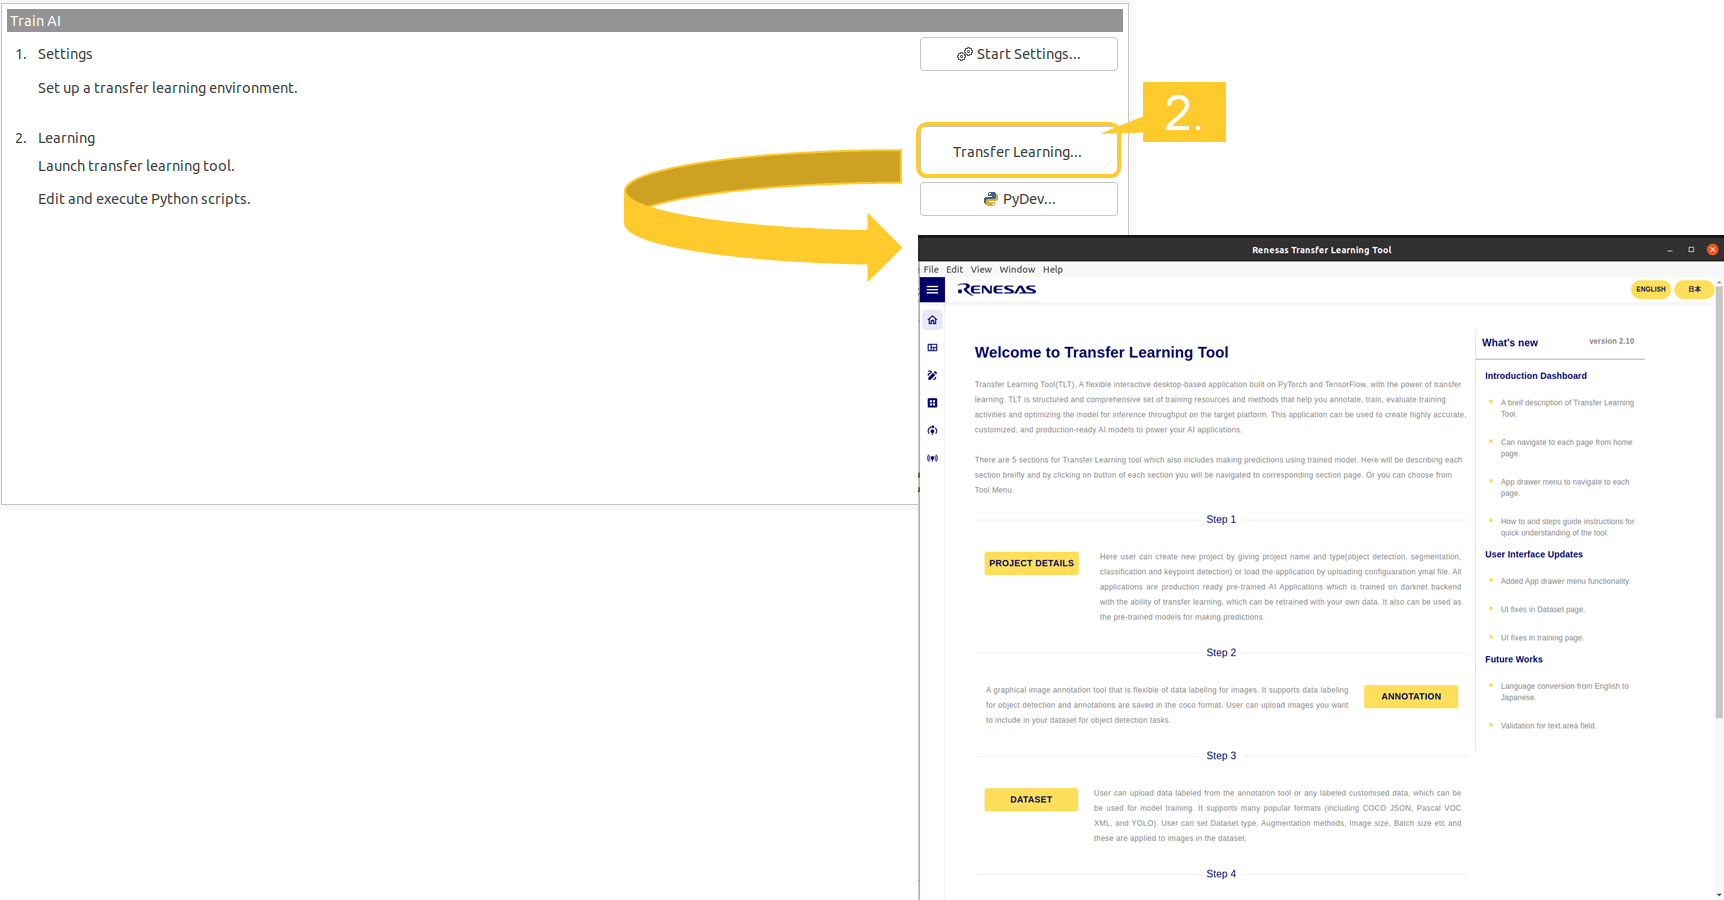 Train AI
1. Settings
Start Settings...
Set up a transfer learning environment.
2.
2. Learning
Transfer Learning...
Launch transfer learning tool.
Edit and execute Python scripts.
PyDev...
Renesas Transfer Learning Tool
File Edit View Window Help
RENESAS
ENGLISH
日本
Welcome to Transfer Learning Tool
Transfer Learning Tool(TLT), A flexible interactive desktop-based application built on PyTorch and TensorFlow, with the power of transfer
learning. TLT is structured and comprehensive set of training resources and methods that help you annotate, train, evaluate training
activities and optimizing the model for inference throughput on the target platform. This application can be used to create highly accurate,
customized, and production-ready AI models to power your AI applications.
There are 5 sections for Transfer Learning tool which also includes making predictions using trained model. Here will be describing each
section breifly and by clicking on button of each section you will be navigated to corresponding section page. Or you can choose from
Tool Menu.
Step 1
PROJECT DETAILS
Here user can create new project by giving project name and type(object detection, segmentation,
classification and keypoint detection) or load the application by uploading configuaration ymal file. All
applications are production ready pre-trained AI Applications which is trained on darknet backend
with the ability of transfer learning, which can be retrained with your own data. It also can be used as
the pre-trained models for making predictions.
Step 2
A graphical image annotation tool that is flexible of data labeling for images. It supports data labeling
for object detection and annotations are saved in the coco format. User can upload images you want
to include in your dataset for object detection tasks.
ANNOTATION
Step 3
DATASET
User can upload data labeled from the annotation tool or any labeled customised data, which can be
be used for model training. It supports many popular formats (including COCO JSON, Pascal VOC
XML, and YOLO). User can set Dataset type, Augmentation methods, Image size, Batch size etc and
these are applied to images in the dataset.
Step 4
What's new
version 2.10
Introduction Dashboard
A breif description of Transfer Learning
Tool.
Can navigate to each page from home
page.
App drawer menu to navigate to each
page.
How to and steps guide instructions for
quick understanding of the tool.
User Interface Updates
Added App drawer menu functionality.
UI fixes in Dataset page.
UI fixes in training page.
Future Works
Language conversion from English to
Japanese.
Validation for text area field.